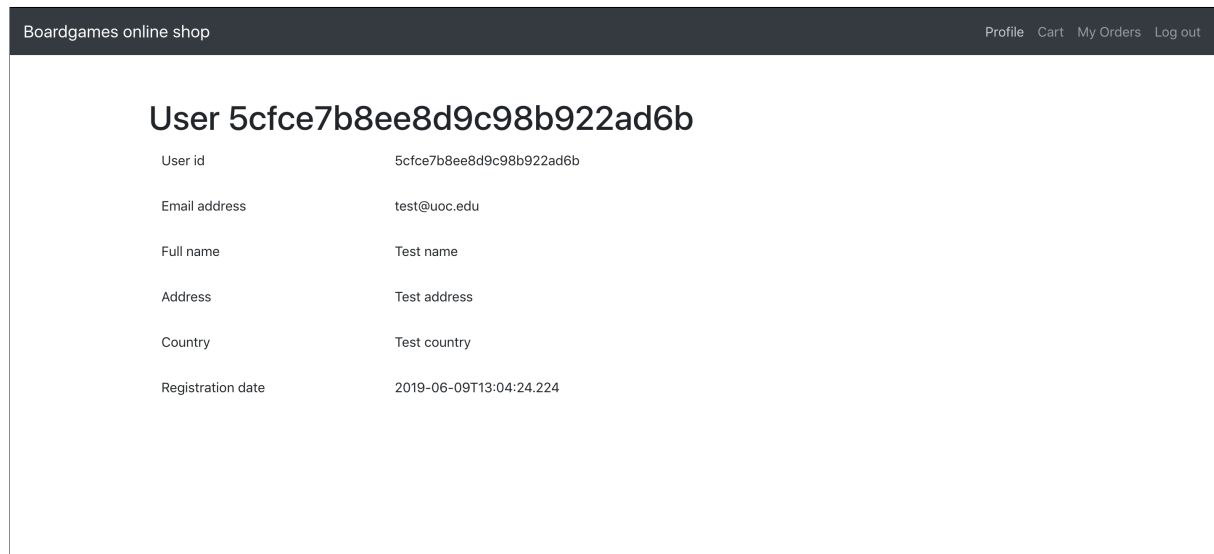 Boardgames online shop Profile Cart My Orders Log out
User 5cfce7b8ee8d9c98b922ad6b
User id 5cfce7b8ee8d9c98b922ad6b
Email address test@uoc.edu
Full name Test name
Address Test address
Country Test country
Registration date 2019-06-09T13:04:24.224